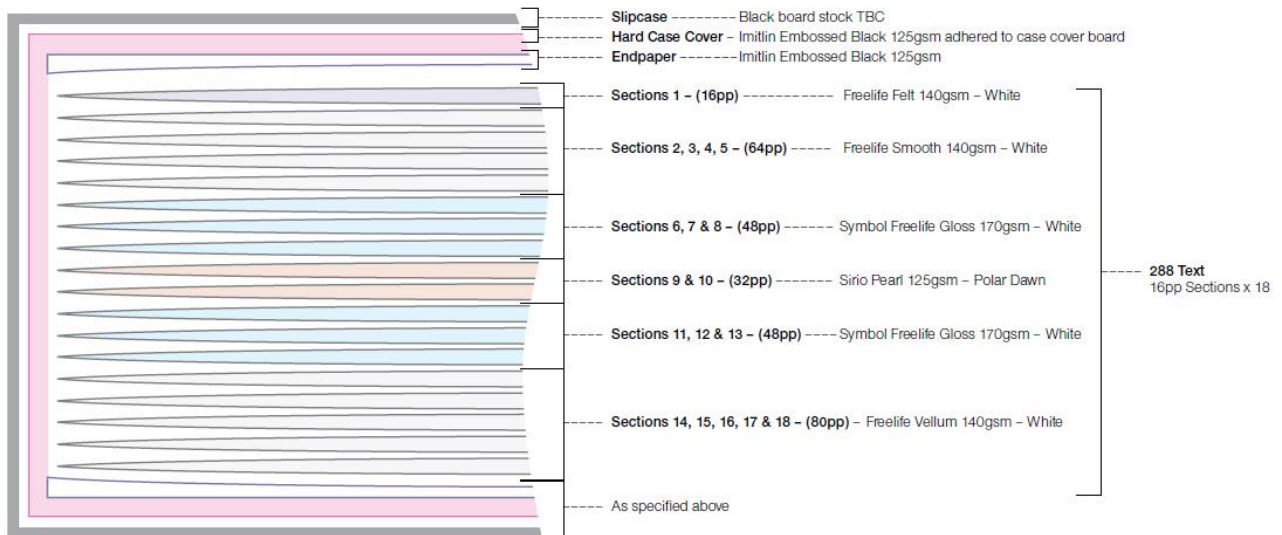 Slipcase -------- Black board stock TBC
Hard Case Cover – Imitlin Embossed Black 125gsm adhered to case cover board
Endpaper ------- Imitlin Embossed Black 125gsm
Sections 1 – (16pp) ----------- Freelife Felt 140gsm – White
Sections 2, 3, 4, 5 – (64pp) ----- Freelife Smooth 140gsm – White
Sections 6, 7 & 8 – (48pp) ------ Symbol Freelife Gloss 170gsm – White
Sections 9 & 10 – (32pp) ------- Sirio Pearl 125gsm – Polar Dawn
288 Text
16pp Sections x 18
Sections 11, 12 & 13 – (48pp) ---- Symbol Freelife Gloss 170gsm – White
Sections 14, 15, 16, 17 & 18 – (80pp) – Freelife Vellum 140gsm – White
As specified above